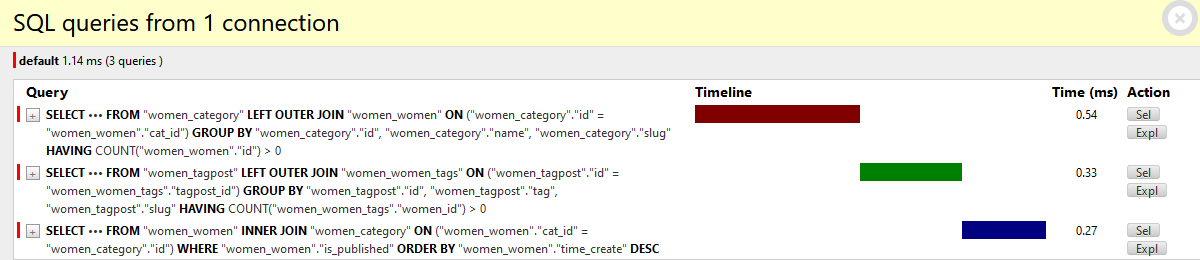 SQL queries from 1 connection
default 1.14 ms (3 queries )
Query Timeline Time (ms) Action
+ SELECT ••• FROM "women_category" LEFT OUTER JOIN "women_women" ON ("women_category"."id" = 0.54 Sel
"women_women"."cat_id") GROUP BY "women_category"."id", "women_category"."name", "women_category"."slug" Expl
HAVING COUNT("women_women"."id") > 0
+ SELECT ••• FROM "women_tagpost" LEFT OUTER JOIN "women_women_tags" ON ("women_tagpost"."id" = 0.33 Sel
"women_women_tags"."tagpost_id") GROUP BY "women_tagpost"."id", "women_tagpost"."tag", Expl
"women_tagpost"."slug" HAVING COUNT("women_women_tags"."women_id") > 0
+ SELECT ••• FROM "women_women" INNER JOIN "women_category" ON ("women_women"."cat_id" = 0.27 Sel
"women_category"."id") WHERE "women_women"."is_published" ORDER BY "women_women"."time_create" DESC Expl